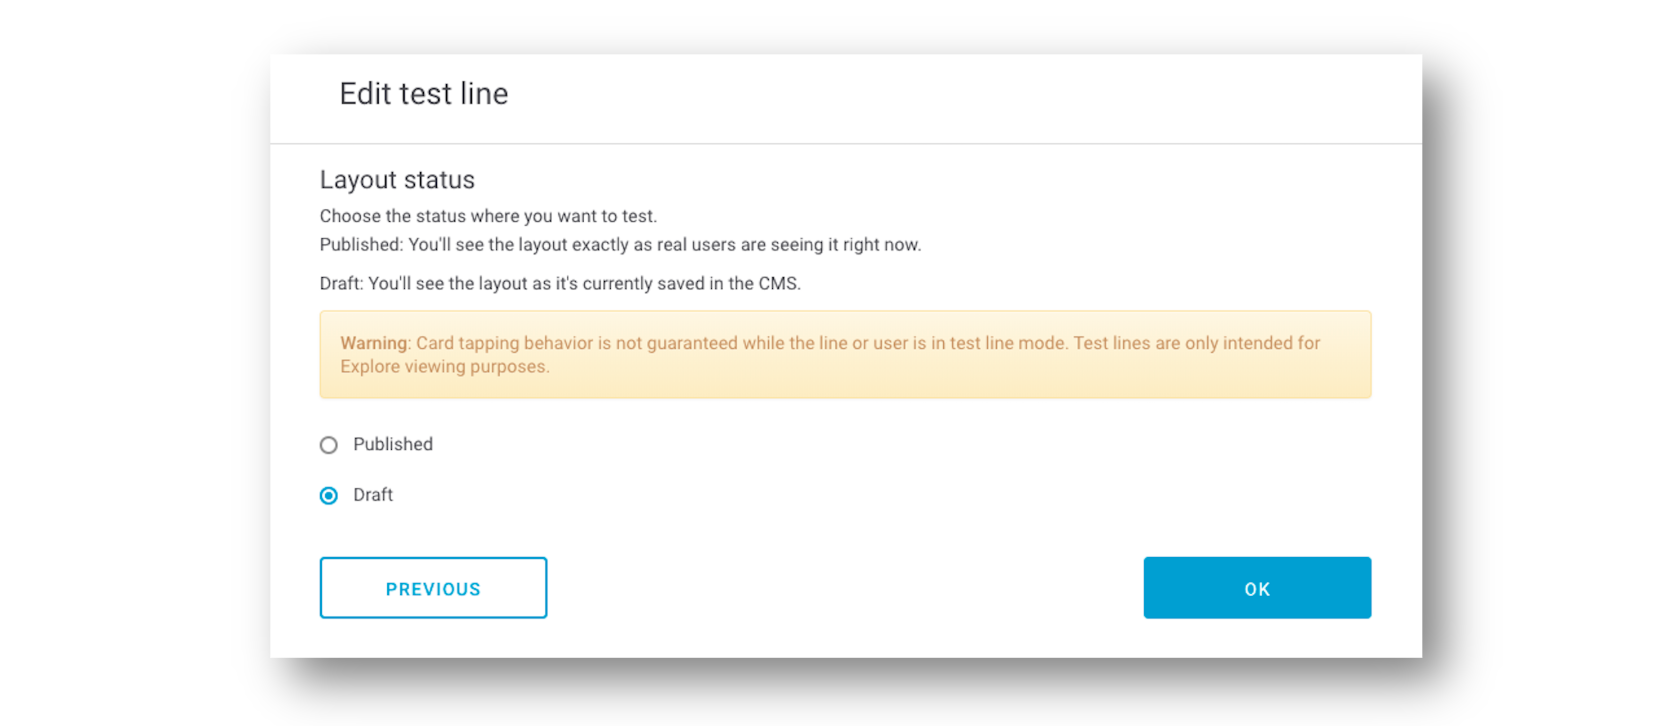 Edit test line
Layout status
Choose the status where you want to test.
Published: You'll see the layout exactly as real users are seeing it right now.
Draft: You'll see the layout as it's currently saved in the CMS.
Warning: Card tapping behavior is not guaranteed while the line or user is in test line mode. Test lines are only intended for
Explore viewing purposes.
Published
Draft
PREVIOUS
OK